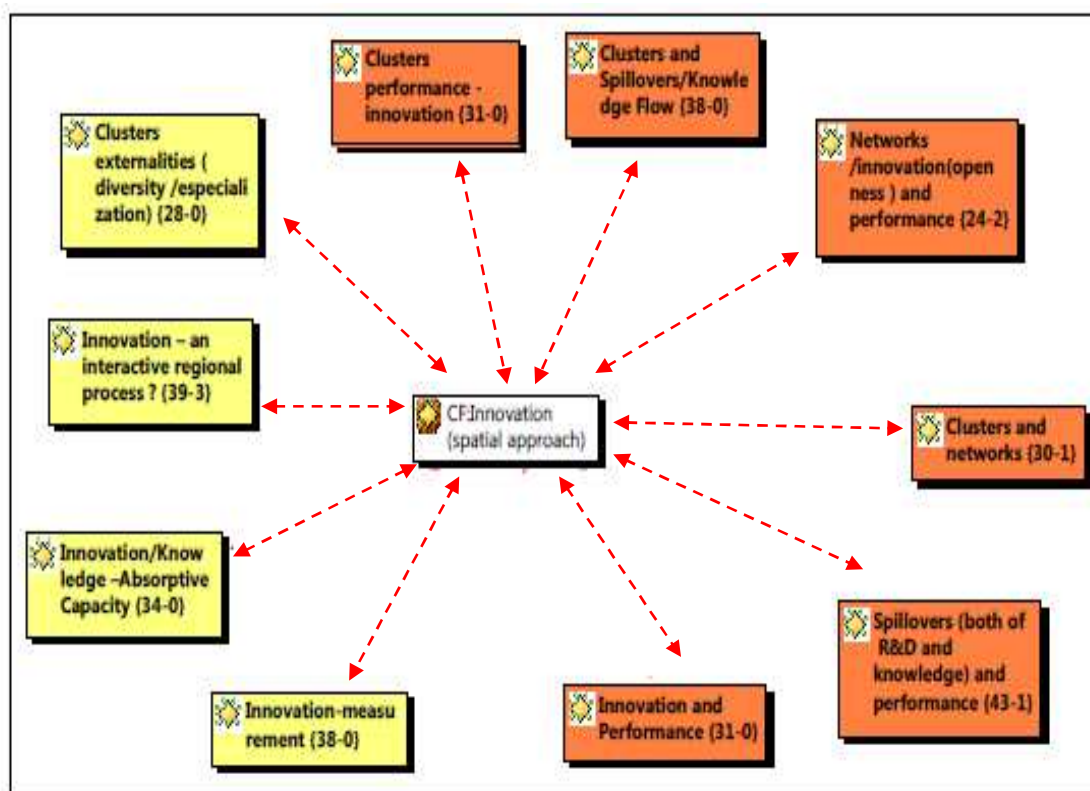 Clusters
performance -
innovation (31-0)
Clusters and
Spillovers/Knowle
dge Flow (38-0)
Clusters
externalities (
diversity /especiali
zation) (28-0)
Networks
/innovation(open
ness ) and
performance (24-2)
Innovation – an
interactive regional
process ? (39-3)
CF:Innovation
(spatial approach)
Clusters and
networks (30-1)
Innovation/Know
ledge –Absorptive
Capacity (34-0)
Spillovers (both of
R&D and
knowledge) and
performance (43-1)
Innovation-measu
rement (38-0)
Innovation and
Performance (31-0)